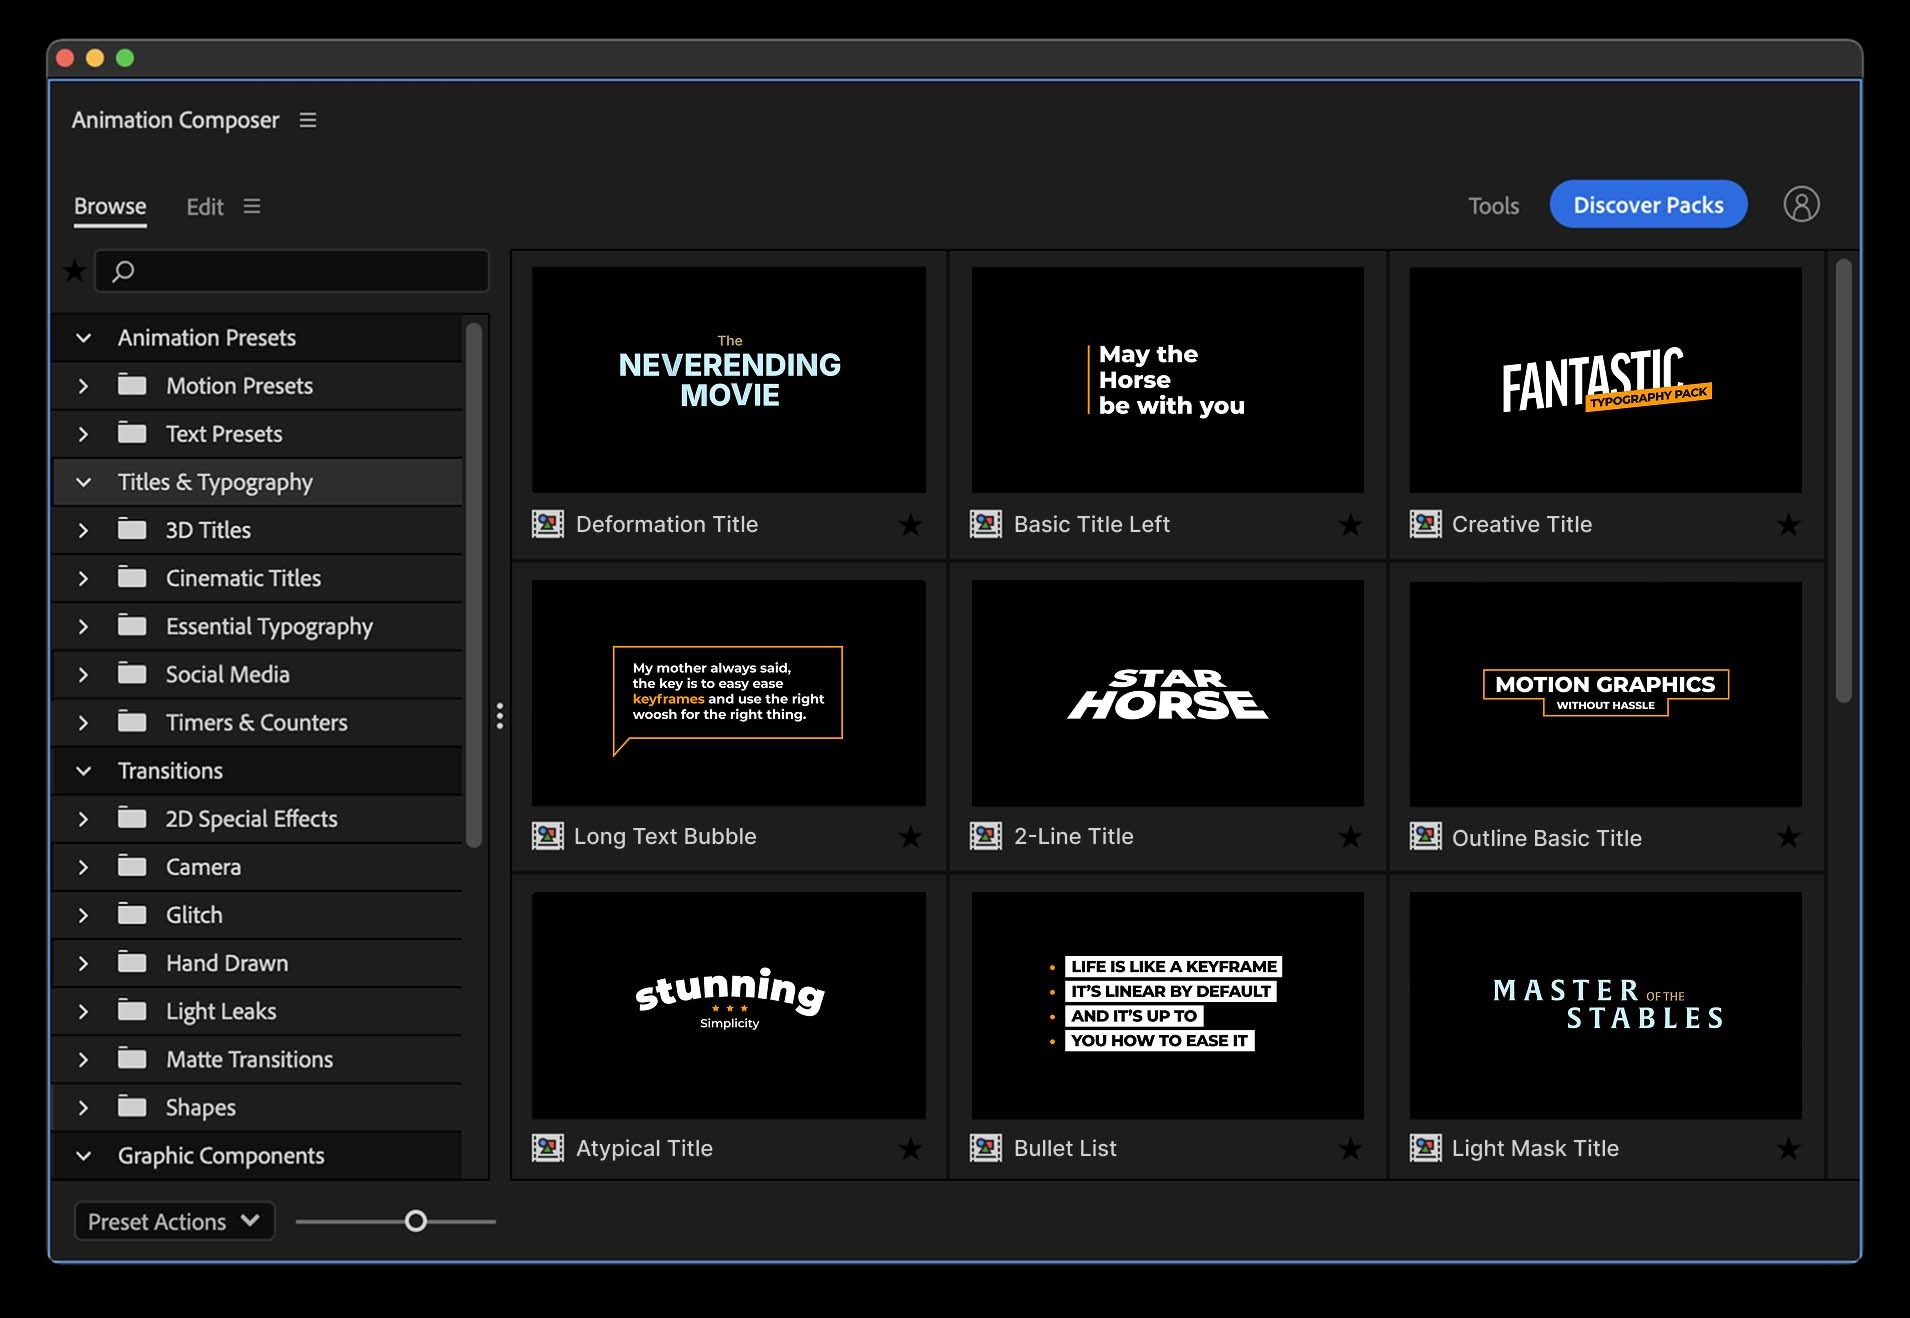 Animation Composer
Browse
Edit
Tools
Discover Packs
Animation Presets
Motion Presets
Text Presets
Titles & Typography
3D Titles
Cinematic Titles
Essential Typography
Social Media
Timers & Counters
Transitions
2D Special Effects
Camera
Glitch
Hand Drawn
Light Leaks
Matte Transitions
Shapes
Graphic Components
Preset Actions
The
NEVERENDING
MOVIE
Deformation Title
May the
Horse
be with you
Basic Title Left
FANTASTIC
TYPOGRAPHY PACK
Creative Title
My mother always said,
the key is to easy ease
keyframes and use the right
woosh for the right thing.
Long Text Bubble
STAR
HORSE
2-Line Title
MOTION GRAPHICS
WITHOUT HASSLE
Outline Basic Title
stunning
Simplicity
Atypical Title
• LIFE IS LIKE A KEYFRAME
• IT'S LINEAR BY DEFAULT
• AND IT'S UP TO
• YOU HOW TO EASE IT
Bullet List
MASTER OF THE
STABLES
Light Mask Title